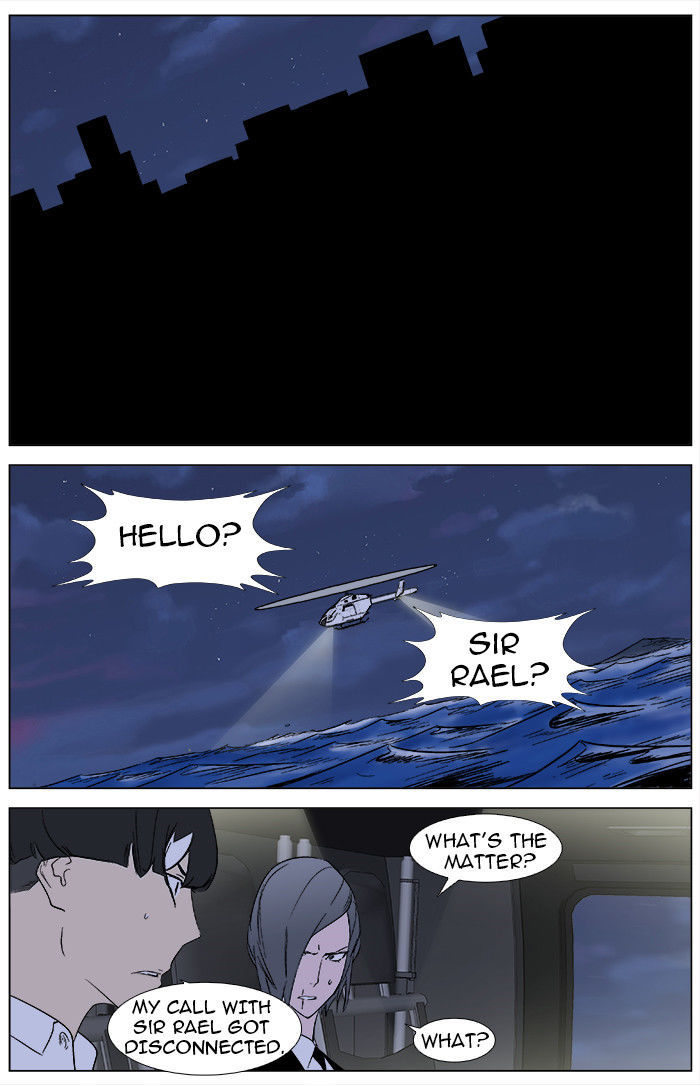 HELLO?
SIR
RAEL?
WHAT'S THE
MATTER?
MY CALL WITH
SIR RAEL GOT
DISCONNECTED.
WHAT?